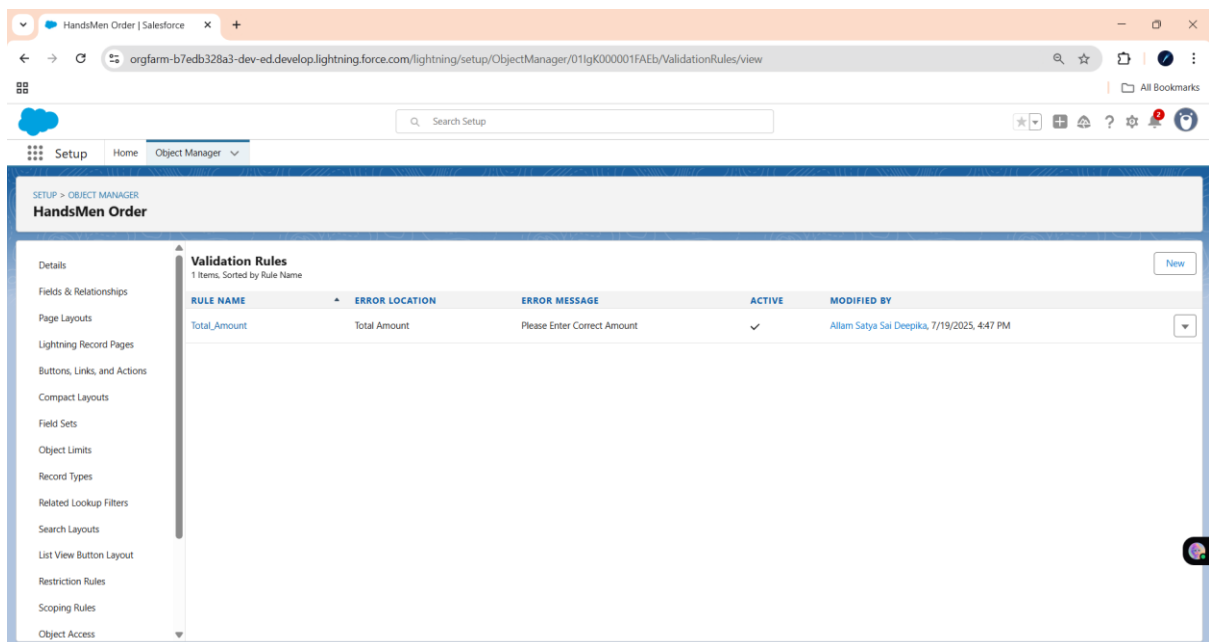 HandsMen Order | Salesforce
orgfarm-b7edb328a3-dev-ed.develop.lightning.force.com/lightning/setup/ObjectManager/01IgK000001FAEb/ValidationRules/view
All Bookmarks
Search Setup
2
Setup Home Object Manager
SETUP > OBJECT MANAGER
HandsMen Order
Details
Fields & Relationships
Page Layouts
Lightning Record Pages
Buttons, Links, and Actions
Compact Layouts
Field Sets
Object Limits
Record Types
Related Lookup Filters
Search Layouts
List View Button Layout
Restriction Rules
Scoping Rules
Object Access
Validation Rules
1 Items, Sorted by Rule Name
New
RULE NAME ERROR LOCATION ERROR MESSAGE ACTIVE MODIFIED BY
Total_Amount Total Amount Please Enter Correct Amount Allam Satya Sai Deepika, 7/19/2025, 4:47 PM